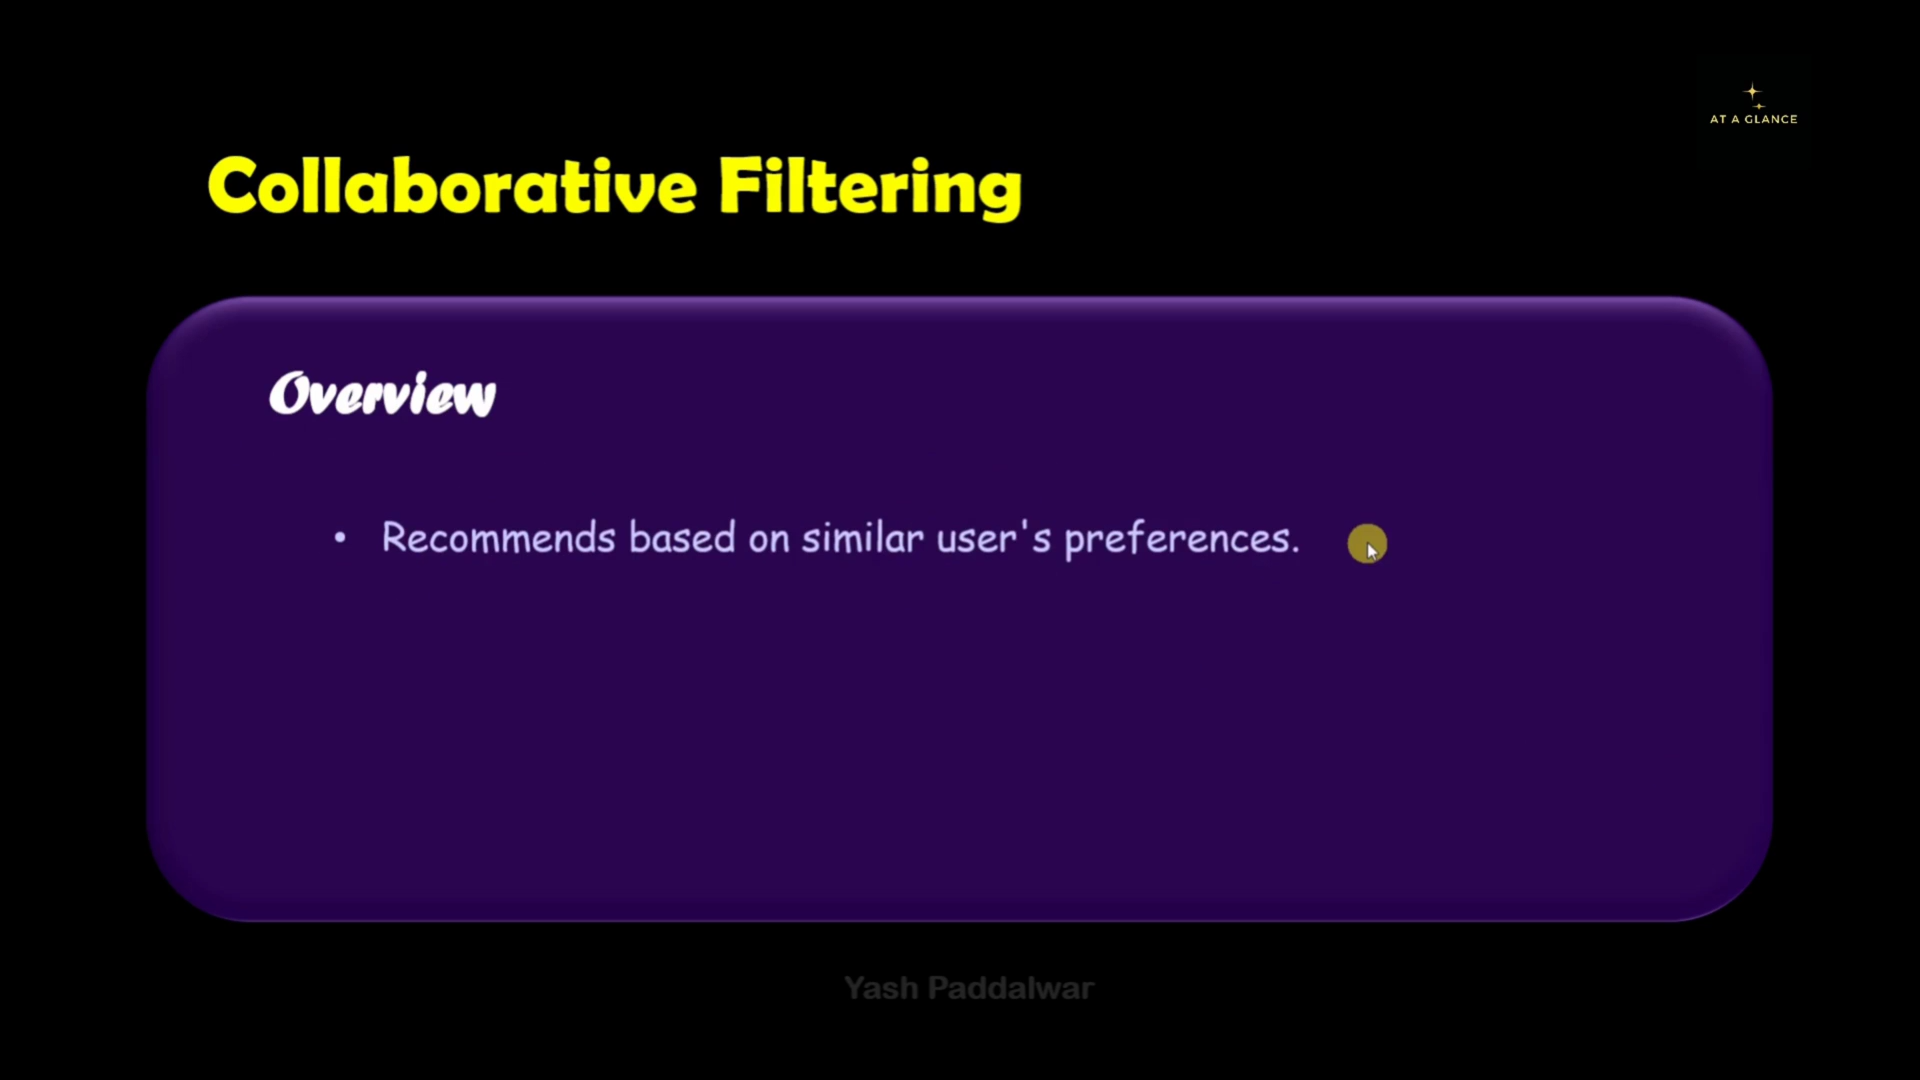 AT A GLANCE
Collaborative Filtering
Overview
• Recommends based on similar user's preferences.
Yash Paddalwar